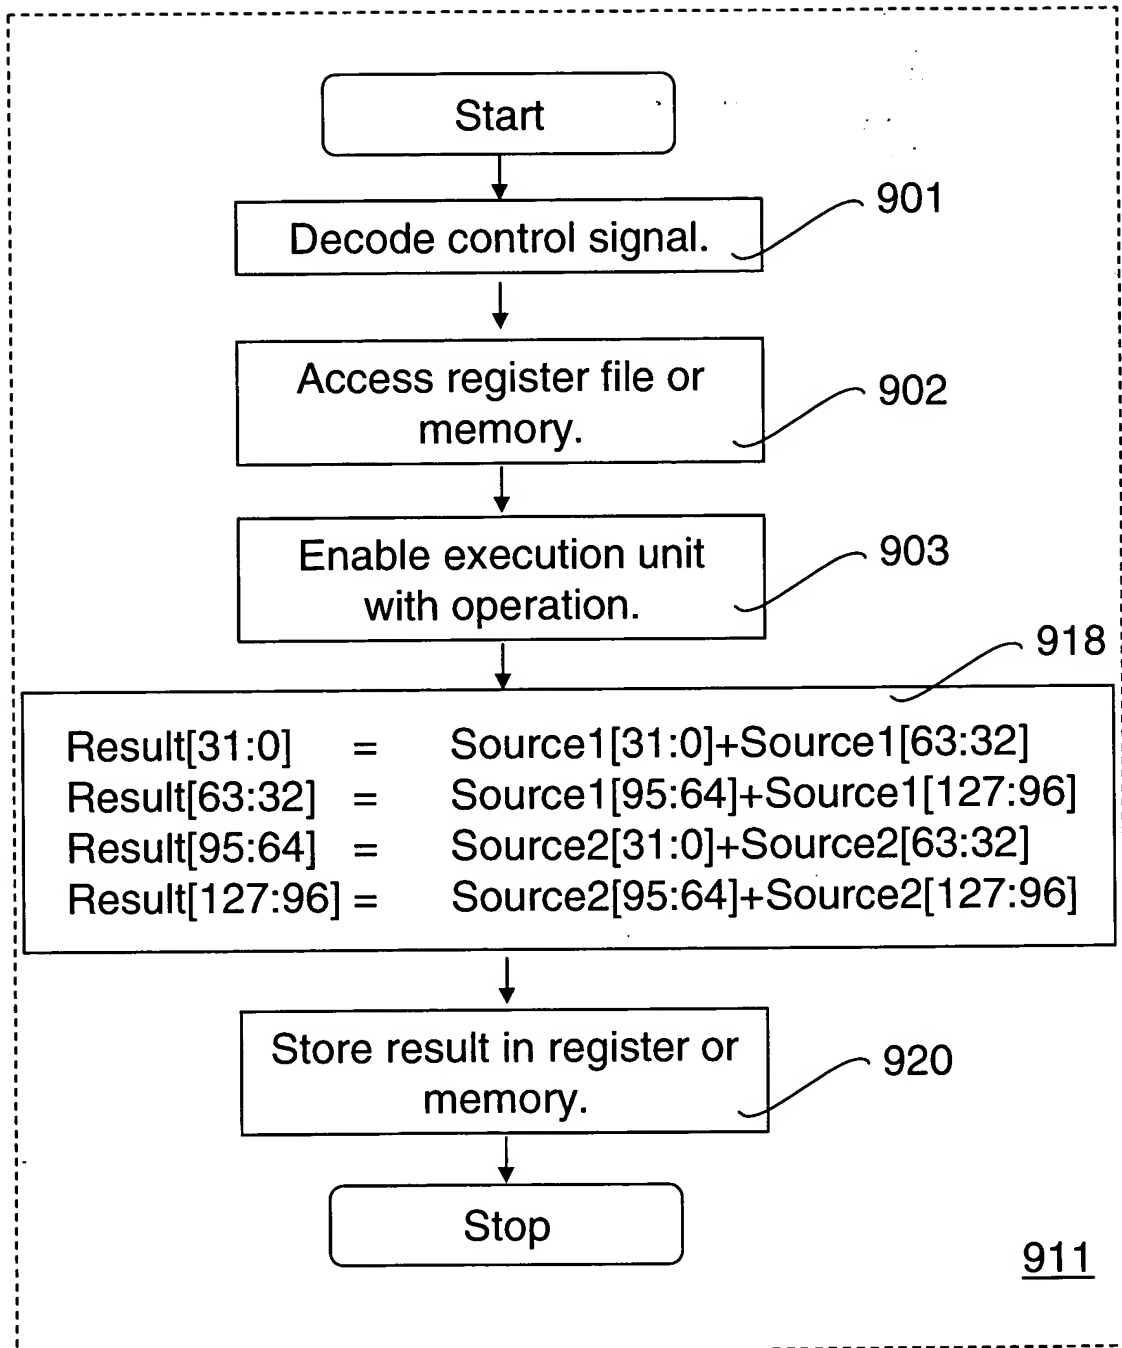 Start
901
Decode control signal.
902
Access register file or
memory.
903
Enable execution unit
with operation.
918
Result[31:0] = Source1[31:0]+Source1[63:32]
Result[63:32] = Source1[95:64]+Source1[127:96]
Result[95:64] = Source2[31:0]+Source2[63:32]
Result[127:96] = Source2[95:64]+Source2[127:96]
920
Store result in register or
memory.
Stop
911